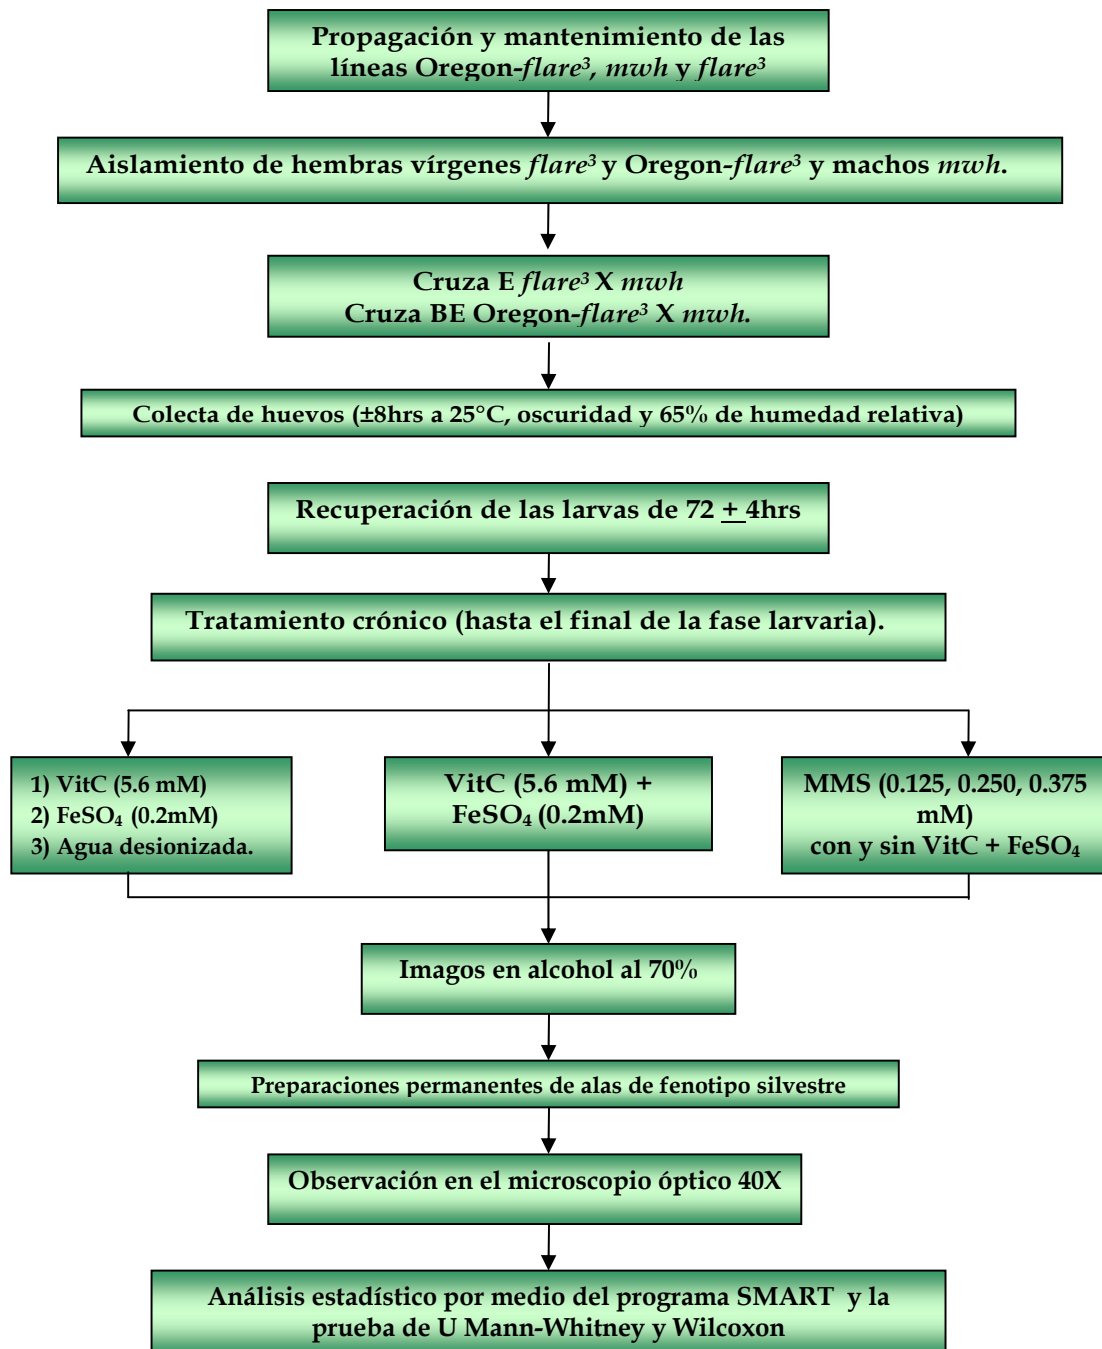 Propagación y mantenimiento de las
líneas Oregon-flare³, mwh y flare³
Aislamiento de hembras vírgenes flare³ y Oregon-flare³ y machos mwh.
Cruza E flare³ X mwh
Cruza BE Oregon-flare³ X mwh.
Colecta de huevos (±8hrs a 25°C, oscuridad y 65% de humedad relativa)
Recuperación de las larvas de 72 + 4hrs
Tratamiento crónico (hasta el final de la fase larvaria).
1) VitC (5.6 mM)
2) FeSO₄ (0.2mM)
3) Agua desionizada.
VitC (5.6 mM) +
FeSO₄ (0.2mM)
MMS (0.125, 0.250, 0.375
mM)
con y sin VitC + FeSO₄
Imagos en alcohol al 70%
Preparaciones permanentes de alas de fenotipo silvestre
Observación en el microscopio óptico 40X
Análisis estadístico por medio del programa SMART y la
prueba de U Mann-Whitney y Wilcoxon